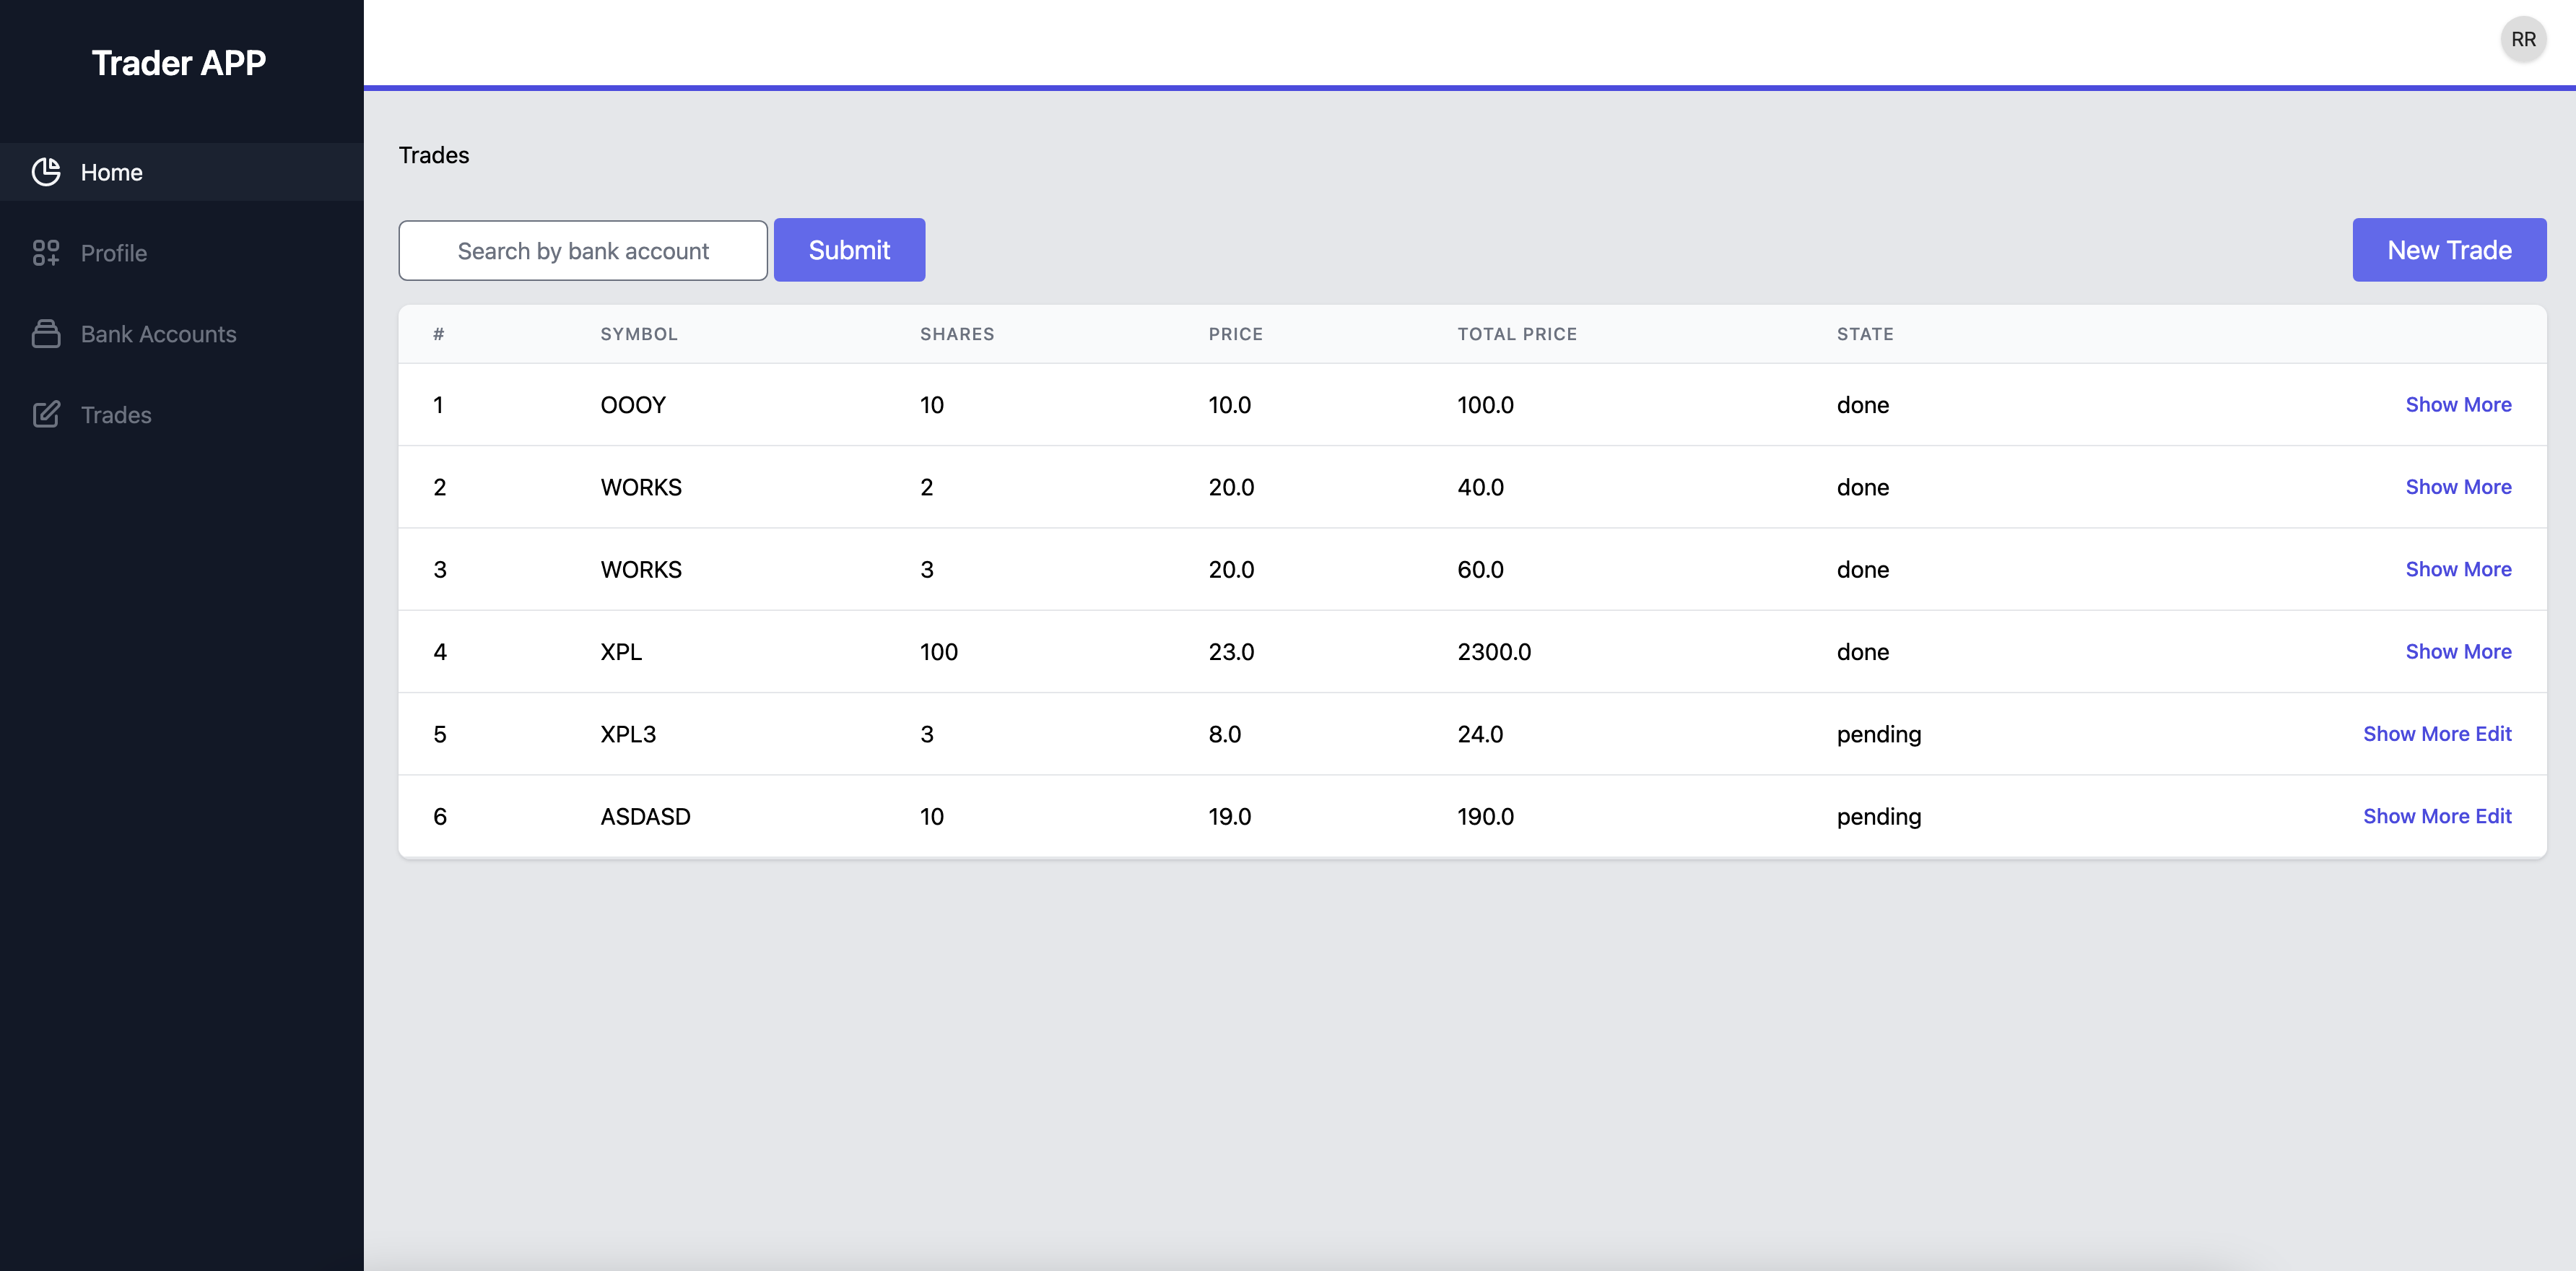 Trader APP
RR
Home
Profile
Bank Accounts
Trades
Trades
Search by bank account Submit New Trade
# SYMBOL SHARES PRICE TOTAL PRICE STATE
1 OOOY 10 10.0 100.0 done Show More
2 WORKS 2 20.0 40.0 done Show More
3 WORKS 3 20.0 60.0 done Show More
4 XPL 100 23.0 2300.0 done Show More
5 XPL3 3 8.0 24.0 pending Show More Edit
6 ASDASD 10 19.0 190.0 pending Show More Edit